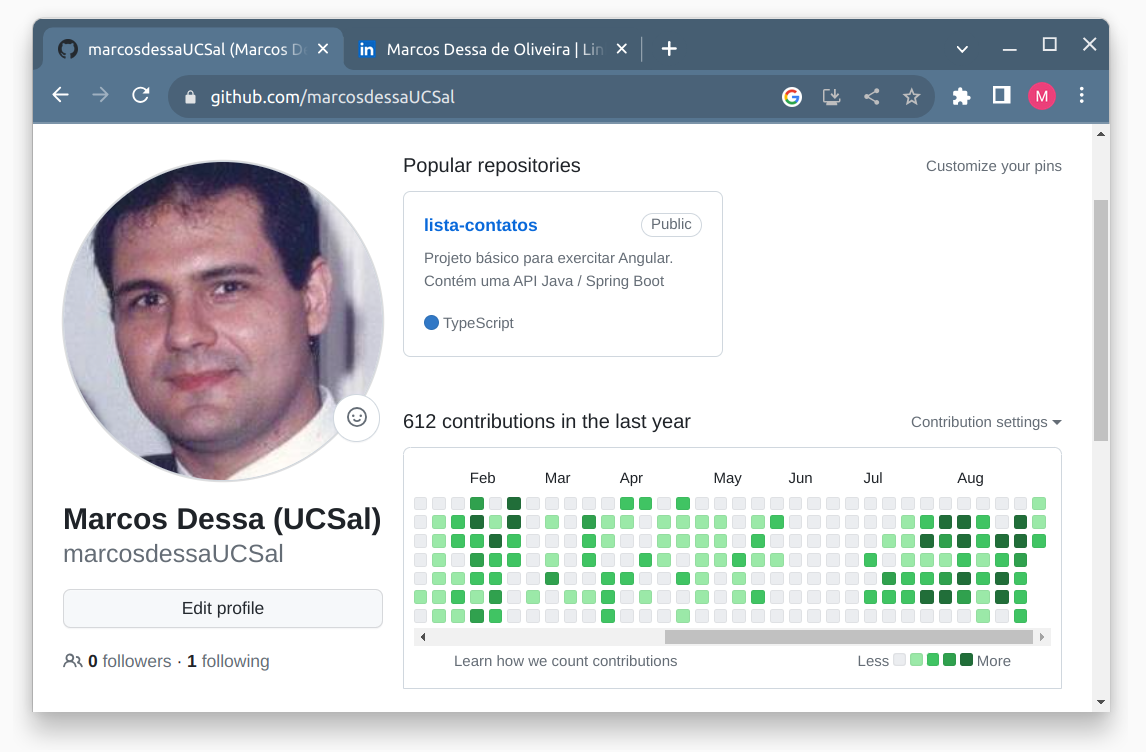 marcosdessaUCSal (Marcos D
Marcos Dessa de Oliveira | Lin
github.com/marcosdessaUCSal
M
Popular repositories
Customize your pins
lista-contatos
Public
Projeto básico para exercitar Angular.
Contém uma API Java / Spring Boot
TypeScript
612 contributions in the last year
Contribution settings
Feb Mar Apr May Jun Jul Aug
Learn how we count contributions
Less More
Marcos Dessa (UCSal)
marcosdessaUCSal
Edit profile
0 followers · 1 following